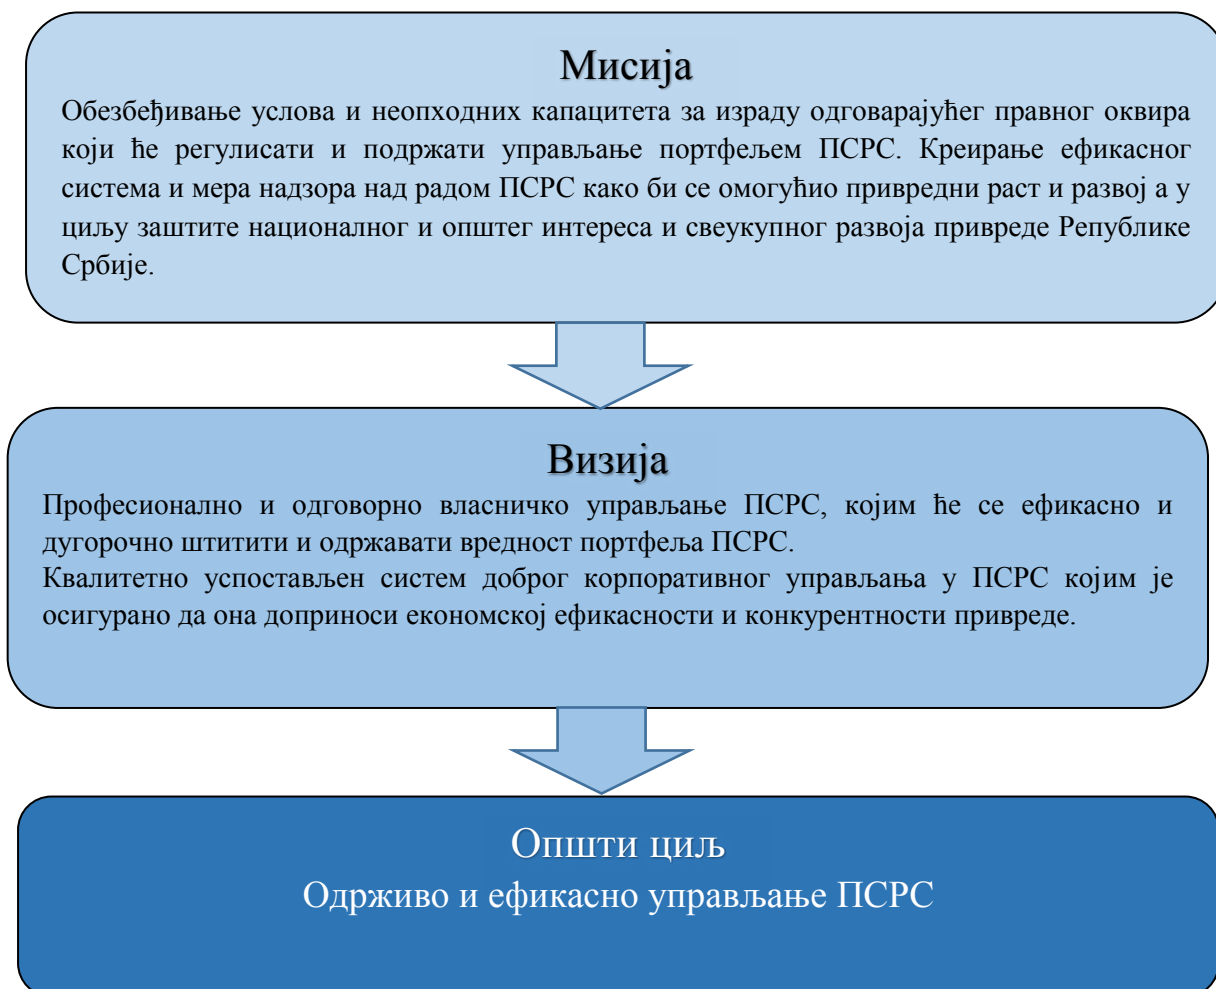 Мисија
Обезбеђивање услова и неопходних капацитета за израду одговарајућег правног оквира
који ће регулисати и подржати управљање портфељем ПСРС. Креирање ефикасног
система и мера надзора над радом ПСРС како би се омогућио привредни раст и развој а у
циљу заштите националног и општег интереса и свеукупног развоја привреде Републике
Србије.
Визија
Професионално и одговорно власничко управљање ПСРС, којим ће се ефикасно и
дугорочно штитити и одржавати вредност портфеља ПСРС.
Квалитетно успостављен систем доброг корпоративног управљања у ПСРС којим је
осигурано да она доприноси економској ефикасности и конкурентности привреде.
Општи циљ
Одрживо и ефикасно управљање ПСРС